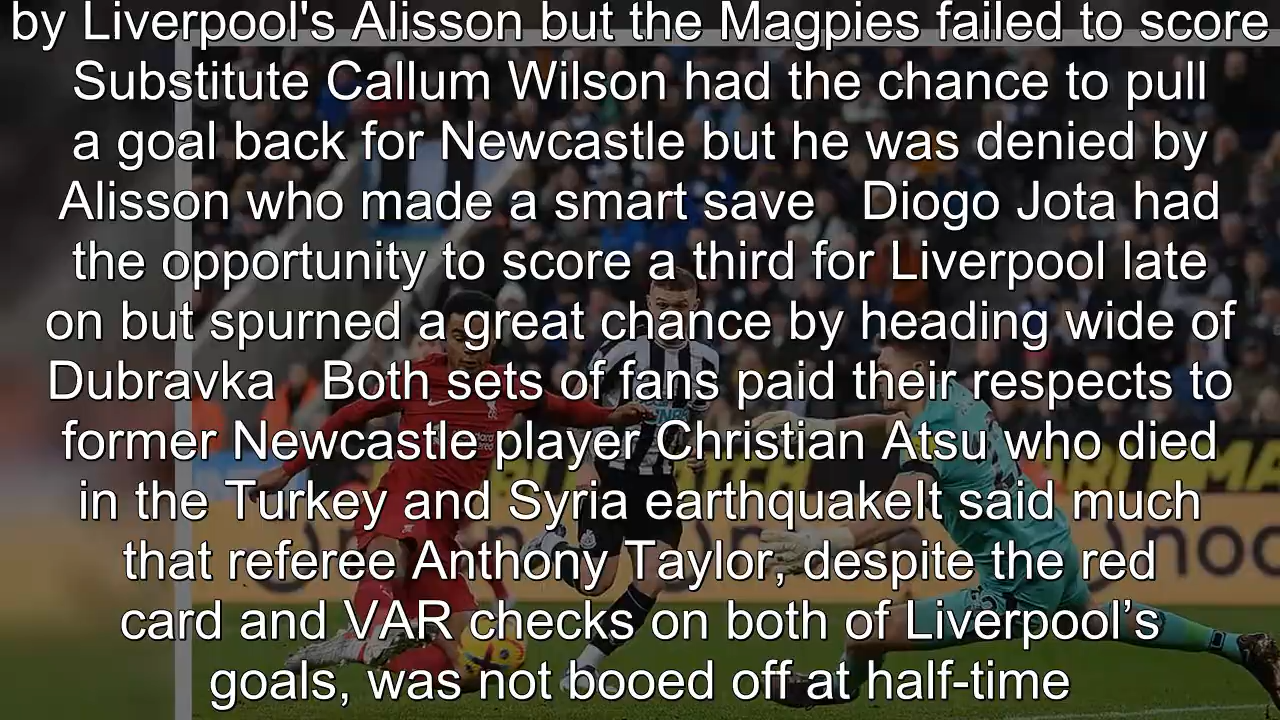 by Liverpool's Alisson but the Magpies failed to score
Substitute Callum Wilson had the chance to pull
a goal back for Newcastle but he was denied by
Alisson who made a smart save   Diogo Jota had
the opportunity to score a third for Liverpool late
on but spurned a great chance by heading wide of
Dubravka   Both sets of fans paid their respects to
former Newcastle player Christian Atsu who died
in the Turkey and Syria earthquakeIt said much
that referee Anthony Taylor, despite the red
card and VAR checks on both of Liverpool’s
goals, was not booed off at half-time